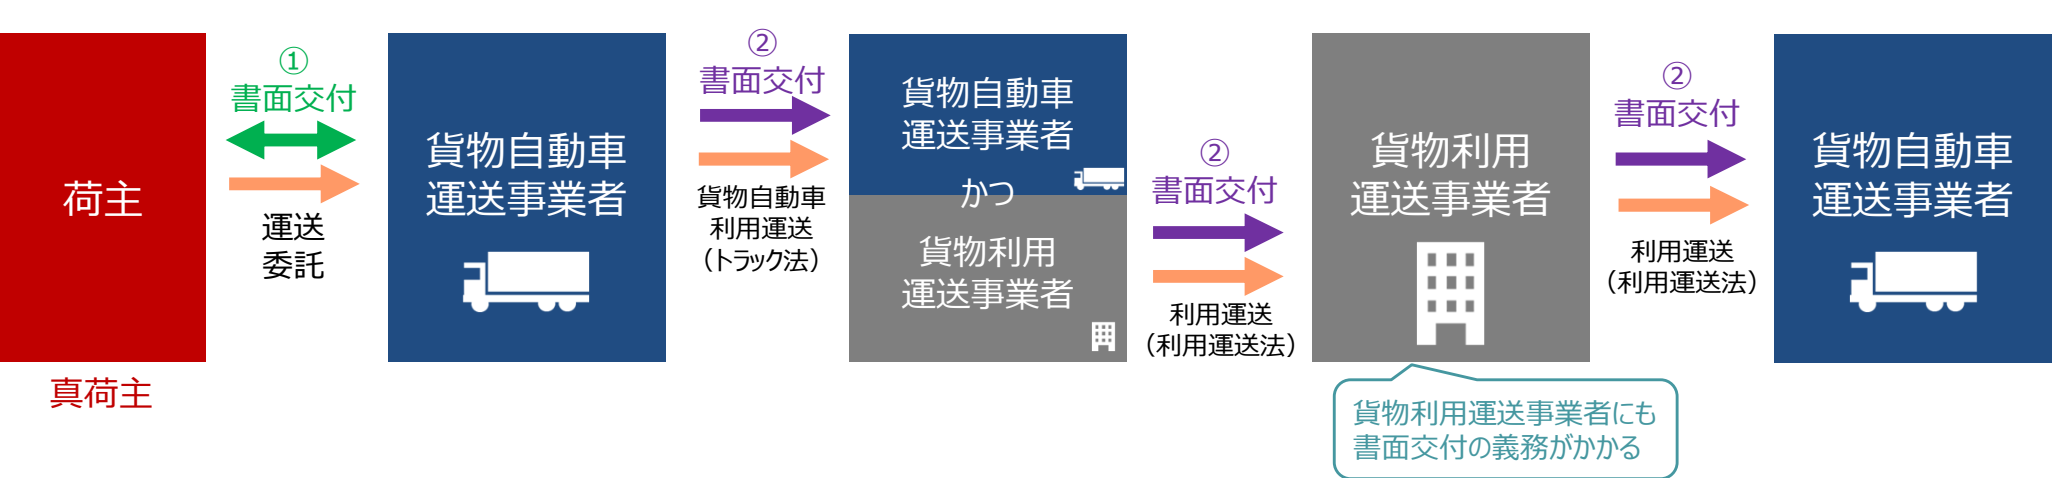 荷主
真荷主
①
書面交付
運送
委託
貨物自動車
運送事業者
②
書面交付
貨物自動車
利用運送
（トラック法）
貨物自動車
運送事業者
かつ
貨物利用
運送事業者
②
書面交付
利用運送
（利用運送法）
貨物利用
運送事業者
貨物利用運送事業者にも
書面交付の義務がかかる
②
書面交付
利用運送
（利用運送法）
貨物自動車
運送事業者